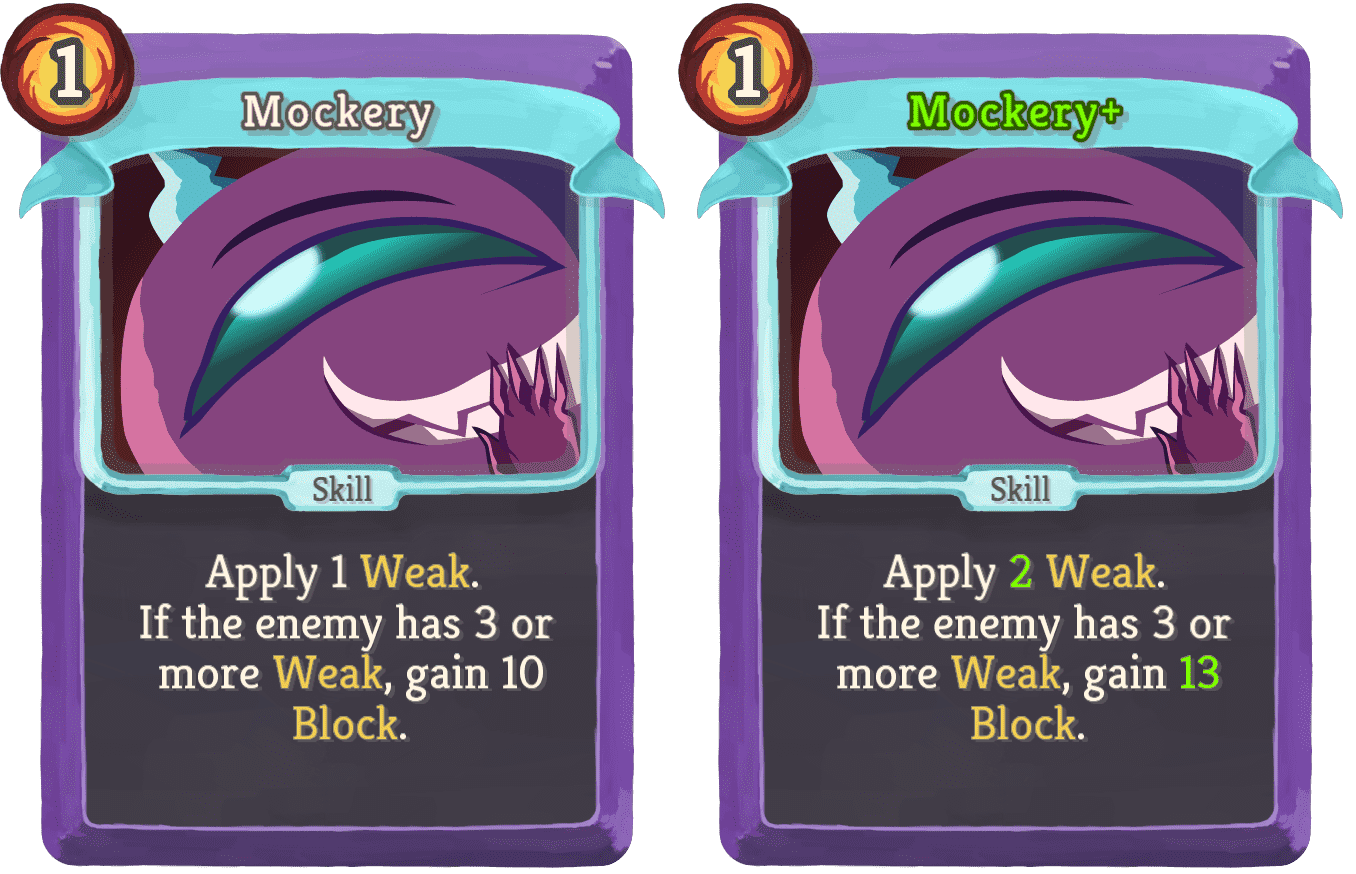 1
Mockery
Skill
Apply 1 Weak.
If the enemy has 3 or
more Weak, gain 10
Block.
1
Mockery+
Skill
Apply 2 Weak.
If the enemy has 3 or
more Weak, gain 13
Block.